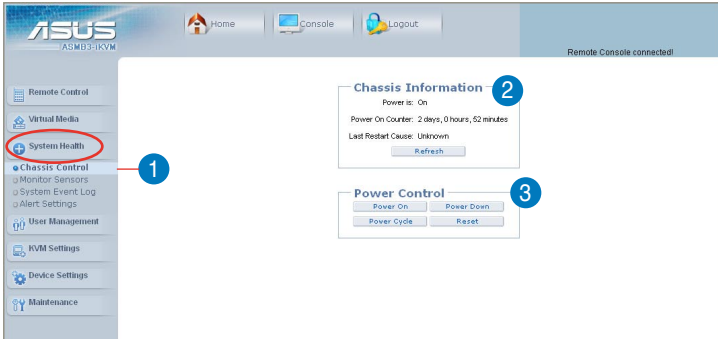 ASUS
ASMB3-iKVM
Home
Console
Logout
Remote Console connected!
Remote Control
Virtual Media
System Health
Chassis Control
Monitor Sensors
System Event Log
Alert Settings
User Management
KVM Settings
Device Settings
Maintenance
1
Chassis Information
2
Power is: On
Power On Counter: 2 days, 0 hours, 52 minutes
Last Restart Cause: Unknown
Refresh
Power Control
3
Power On
Power Down
Power Cycle
Reset